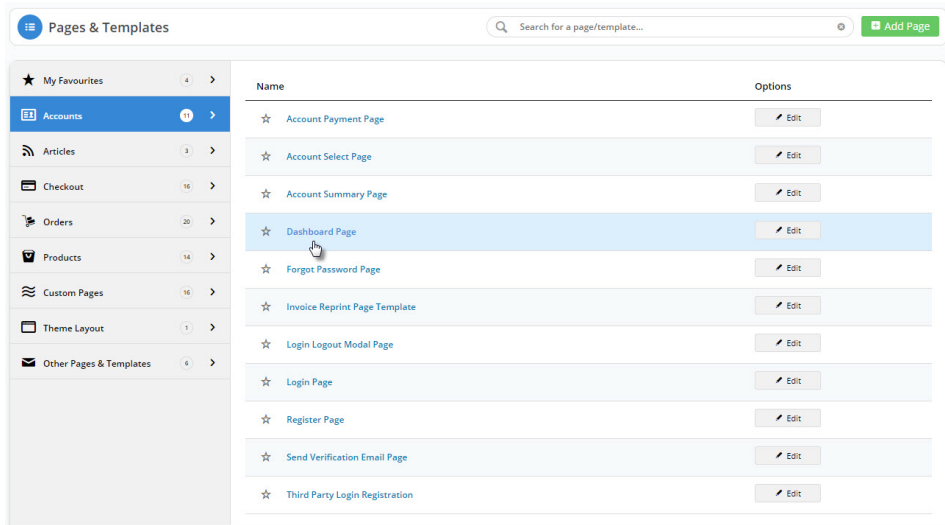 Pages & Templates
Search for a page/template...
Add Page
My Favourites 4
Accounts 11
Articles 3
Checkout 16
Orders 20
Products 14
Custom Pages 16
Theme Layout 1
Other Pages & Templates 6
Name Options
Account Payment Page Edit
Account Select Page Edit
Account Summary Page Edit
Dashboard Page Edit
Forgot Password Page Edit
Invoice Reprint Page Template Edit
Login Logout Modal Page Edit
Login Page Edit
Register Page Edit
Send Verification Email Page Edit
Third Party Login Registration Edit